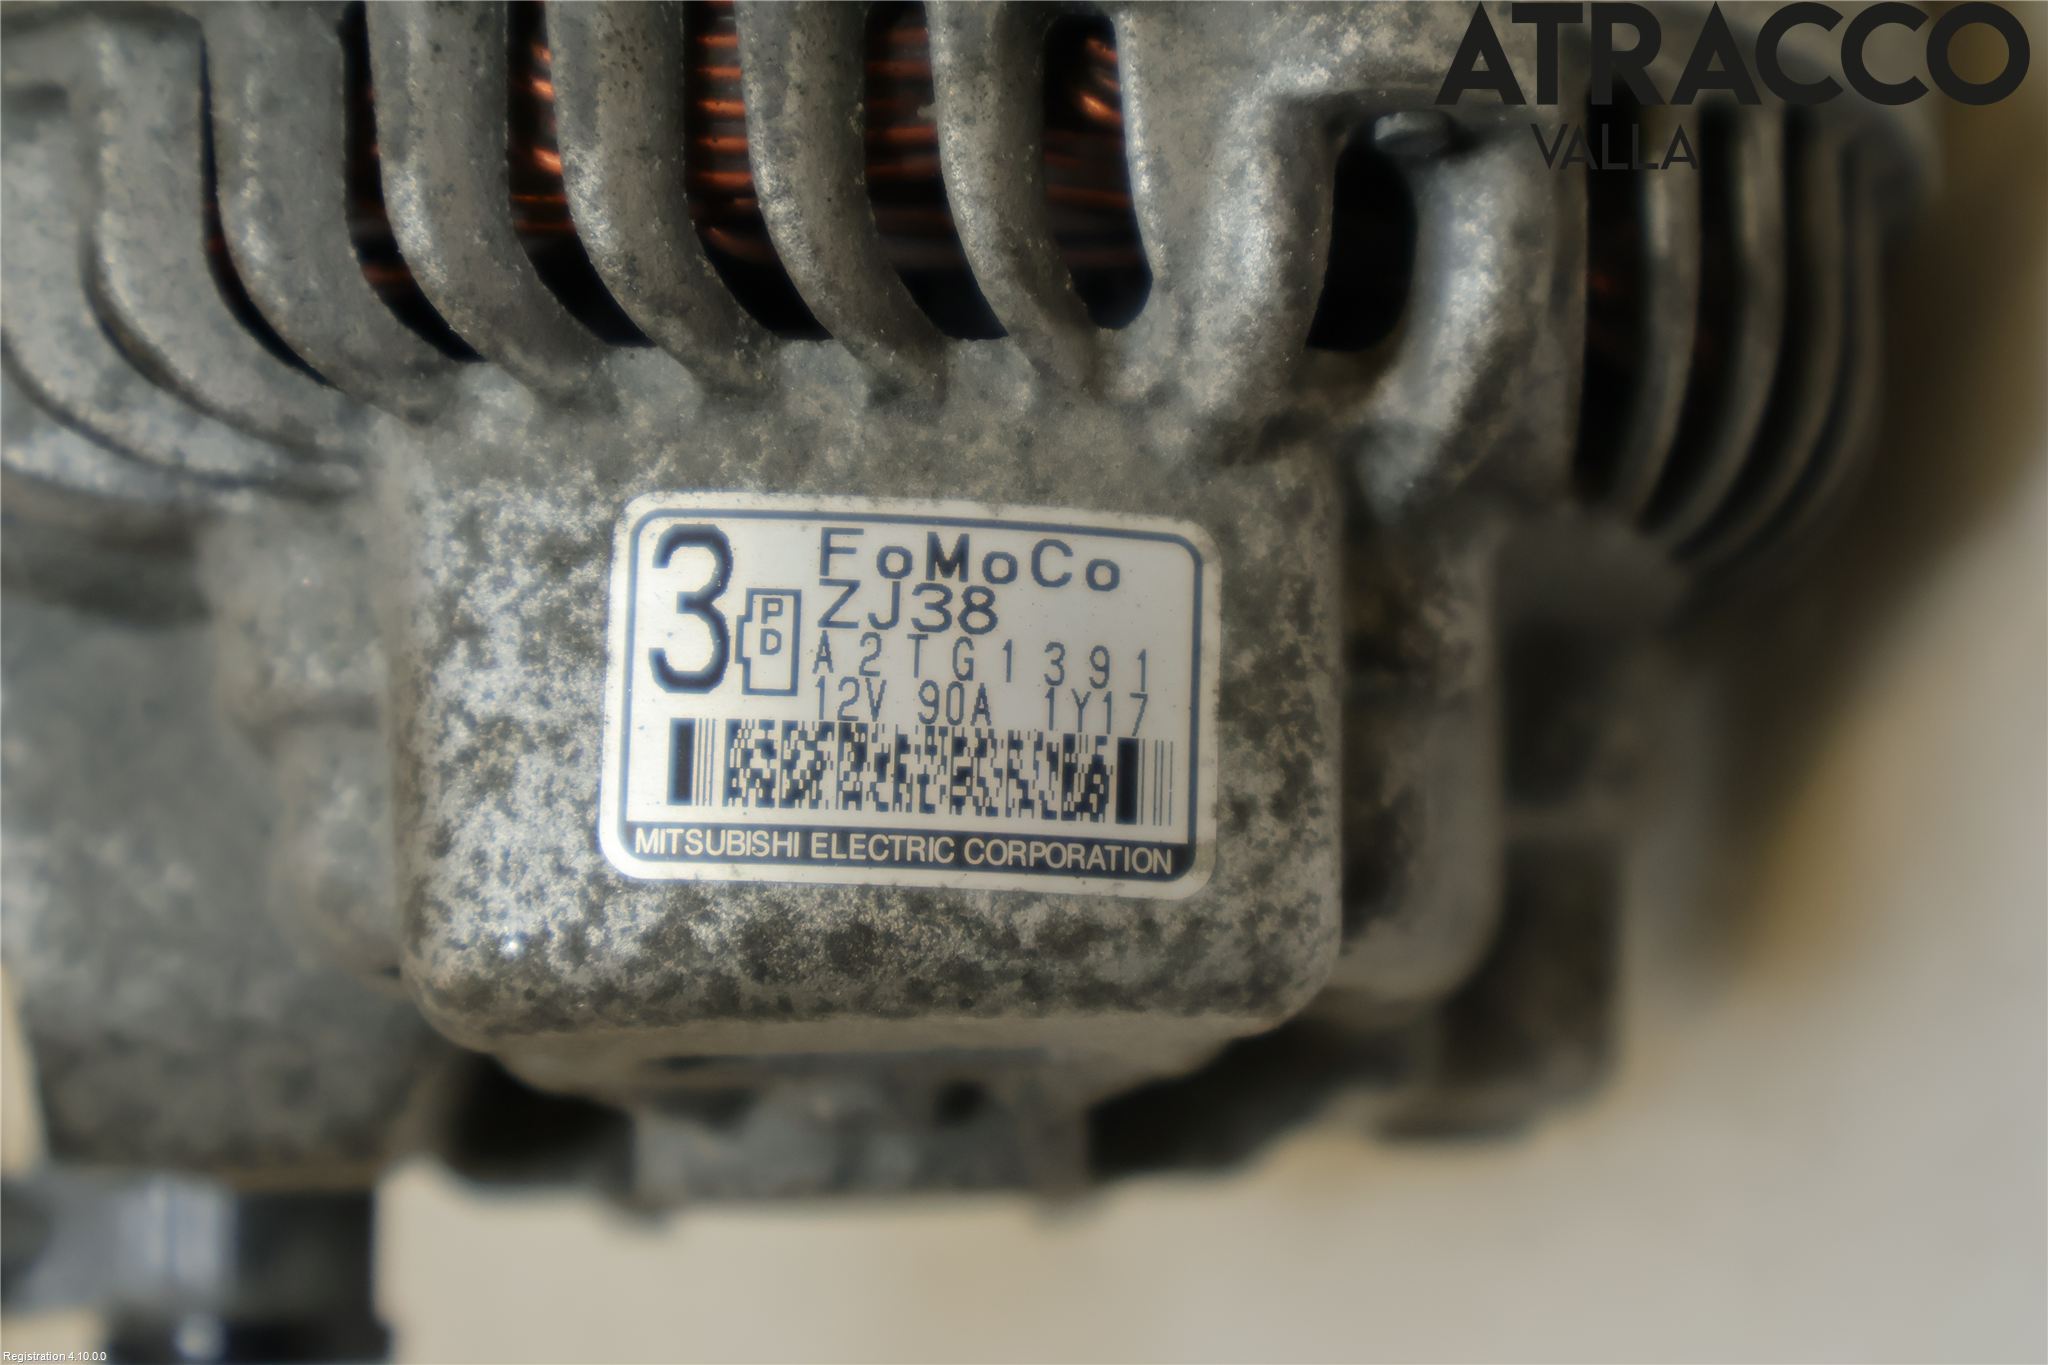 ATRACCO
VALLA
3
FoMoCo
P
D
ZJ38
A2TG1391
12V 90A 1Y17
MITSUBISHI ELECTRIC CORPORATION
Registration 4.10.0.0